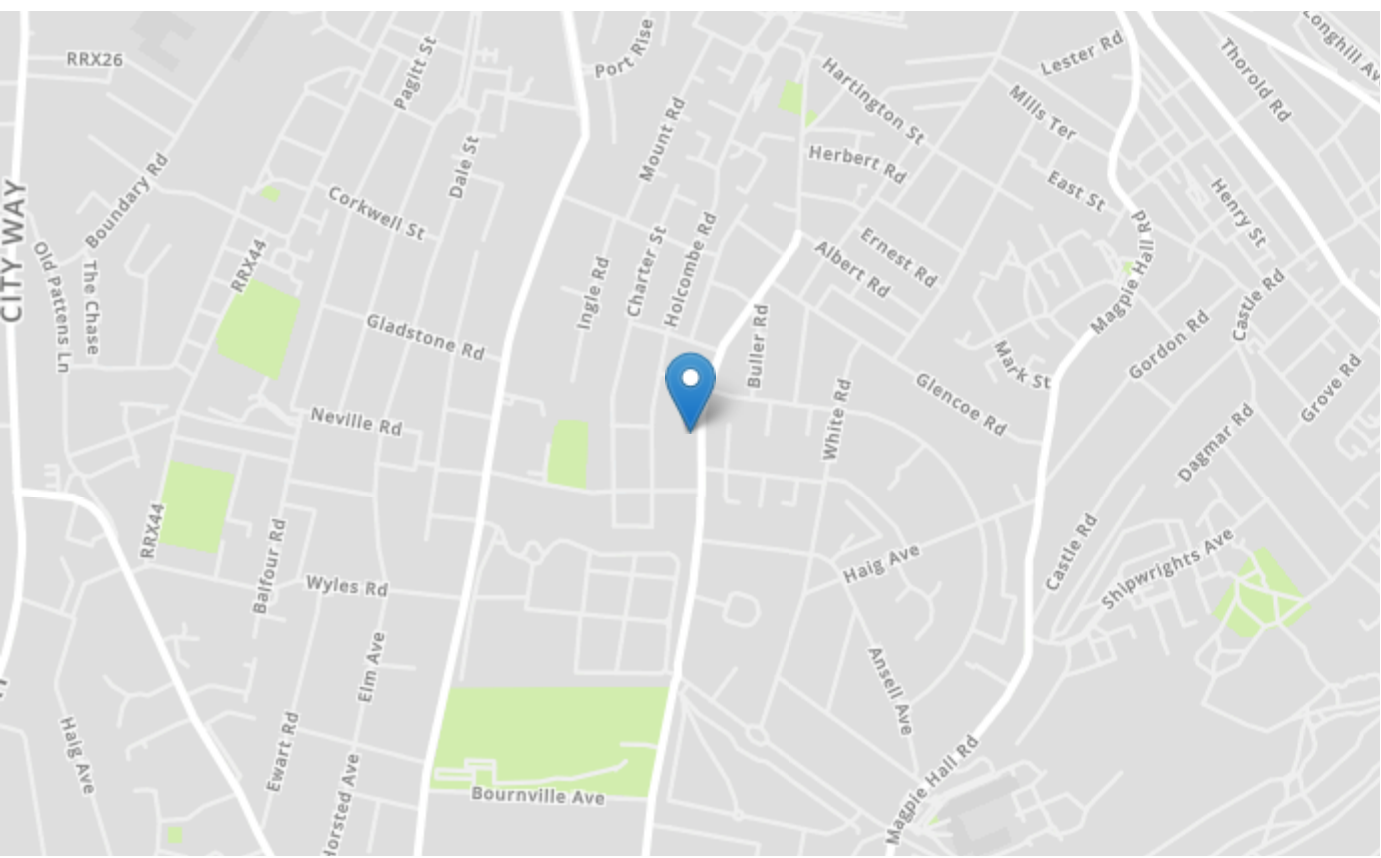 Longhill Av
Port Rise
Lester Rd
RRX26
Pagitt St
Thorold Rd
Hartington St
Mills Ter
Mount Rd
Herbert Rd
Dale St
Boundary Rd
East St
Henry St
Corkwell St
CITY WAY
Magpie Hall Rd
Ernest Rd
Albert Rd
RRX44
Holcombe Rd
Charter St
Ingle Rd
Old Pattens Ln
The Chase
Castle Rd
Gladstone Rd
Buller Rd
Gordon Rd
Mark St
Grove Rd
Glencoe Rd
Neville Rd
White Rd
Dagmar Rd
RRX44
Balfour Rd
Castle Rd
Haig Ave
Shipwrights Ave
Wyles Rd
Elm Ave
Ansell Ave
Haig Ave
Ewart Rd
Magpie Hall Rd
Horsted Ave
Bournville Ave